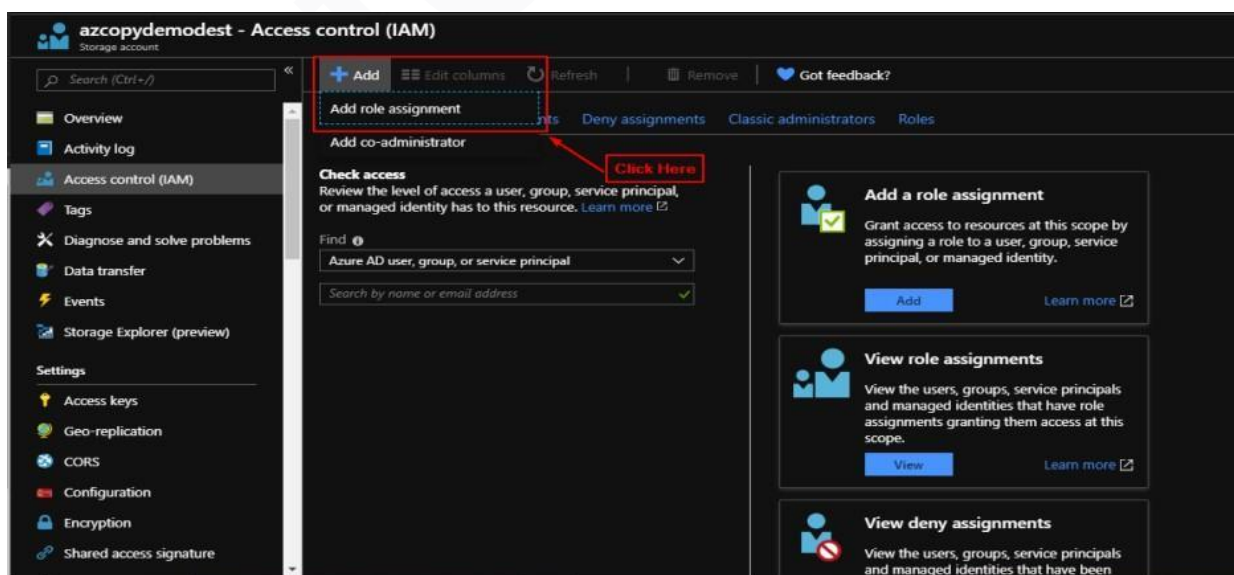 azcopydemodest - Access control (IAM)
Storage account
Search (Ctrl+/)
«
Overview
Activity log
Access control (IAM)
Tags
Diagnose and solve problems
Data transfer
Events
Storage Explorer (preview)
Settings
Access keys
Geo-replication
CORS
Configuration
Encryption
Shared access signature
Add Edit columns Refresh Remove Got feedback?
Add role assignment
Add co-administrator
nts Deny assignments Classic administrators Roles
Click Here
Check access
Review the level of access a user, group, service principal,
or managed identity has to this resource. Learn more
Find
Azure AD user, group, or service principal
Search by name or email address
Add a role assignment
Grant access to resources at this scope by
assigning a role to a user, group, service
principal, or managed identity.
Add Learn more
View role assignments
View the users, groups, service principals
and managed identities that have role
assignments granting them access at this
scope.
View Learn more
View deny assignments
View the users, groups, service principals
and managed identities that have been